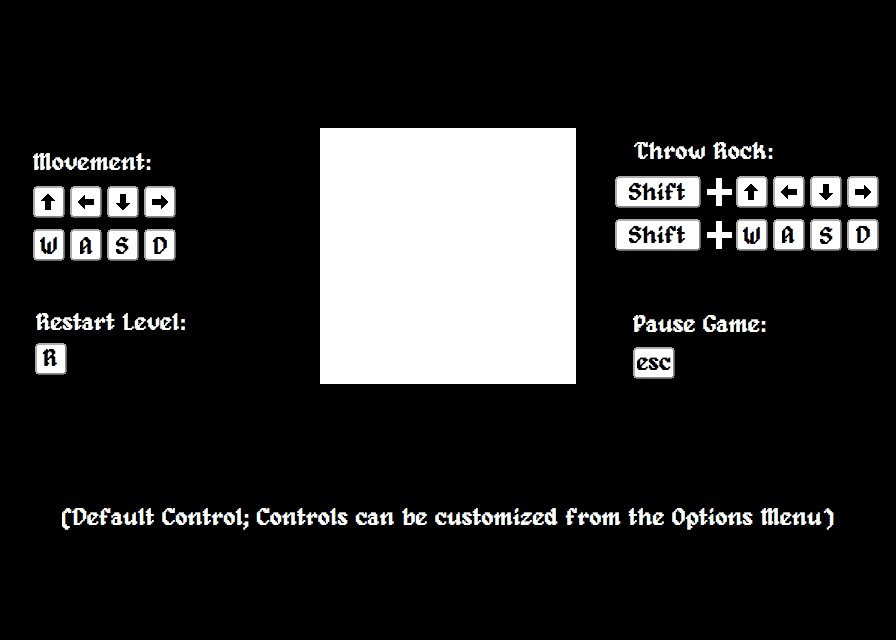 Movement:
↑ ← ↓ →
W A S D
Restart Level:
R
Throw Rock:
Shift + ↑ ← ↓ →
Shift + W A S D
Pause Game:
esc
(Default Control; Controls can be customized from the Options Menu)